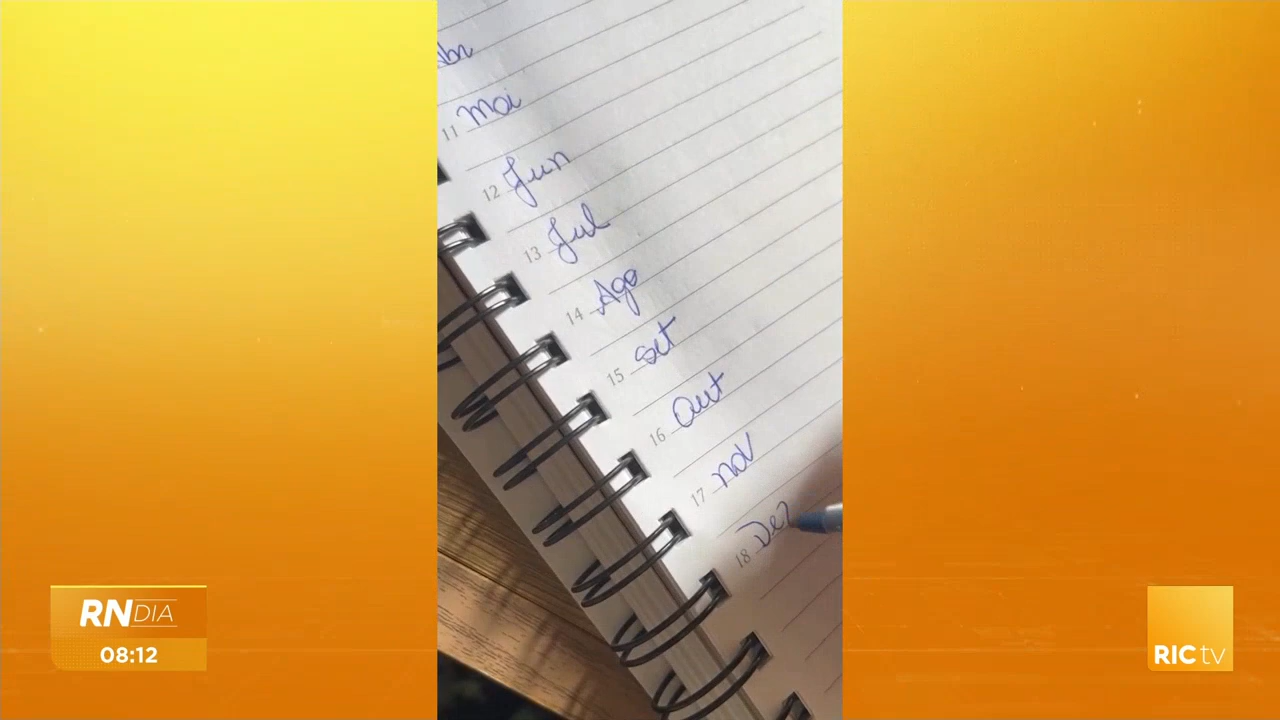 Abr
11 Mai
12 Jun
13 Jul
14 Ago
15 Set
16 Out
17 nov
18 Dez
RN DIA
08:12
RIC tv